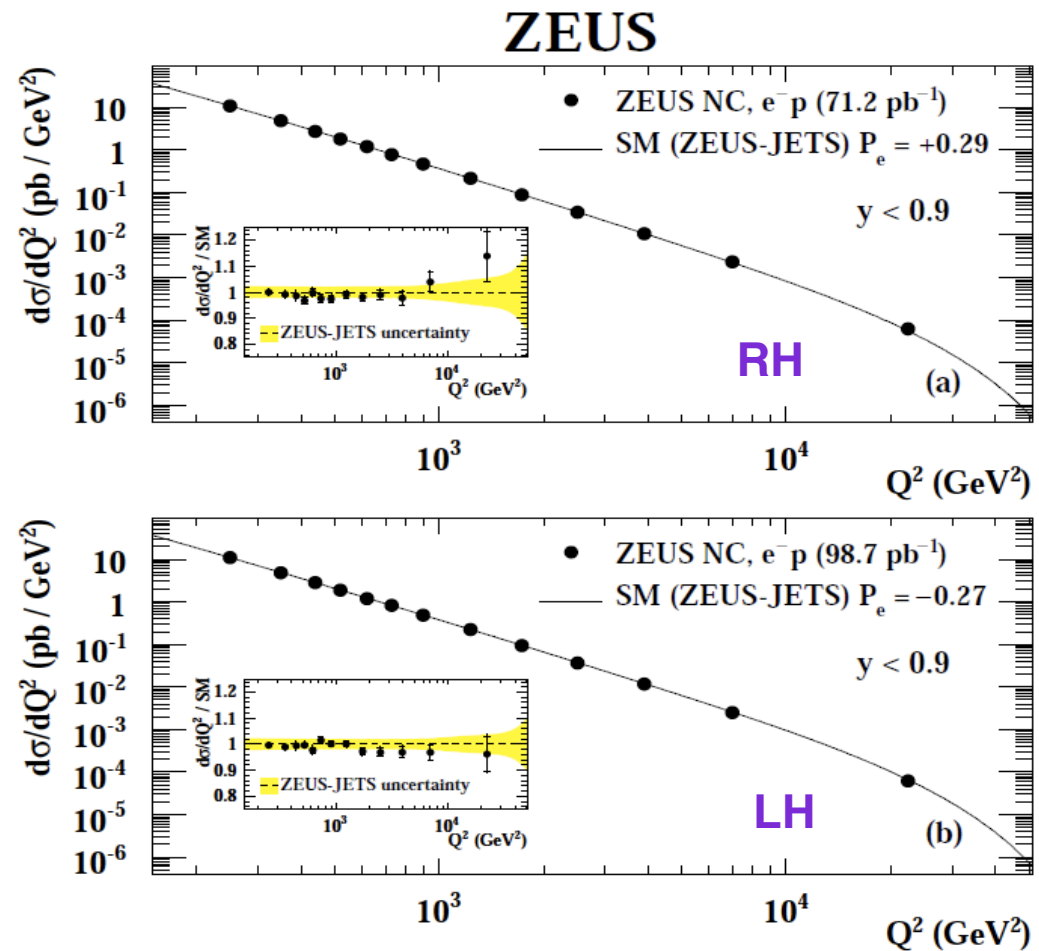 ZEUS
dσ/dQ² (pb / GeV²)
10
1
10⁻¹
10⁻²
10⁻³
10⁻⁴
10⁻⁵
10⁻⁶
ZEUS NC, e⁻p (71.2 pb⁻¹)
SM (ZEUS-JETS) Pₑ = +0.29
y < 0.9
dσ/dQ² / SM
1.2
1.1
1
0.9
0.8
ZEUS-JETS uncertainty
10³ 10⁴
Q² (GeV²)
RH
(a)
10³ 10⁴
Q² (GeV²)
dσ/dQ² (pb / GeV²)
10
1
10⁻¹
10⁻²
10⁻³
10⁻⁴
10⁻⁵
10⁻⁶
ZEUS NC, e⁻p (98.7 pb⁻¹)
SM (ZEUS-JETS) Pₑ = −0.27
y < 0.9
dσ/dQ² / SM
1.2
1.1
1
0.9
0.8
ZEUS-JETS uncertainty
10³ 10⁴
Q² (GeV²)
LH
(b)
10³ 10⁴
Q² (GeV²)